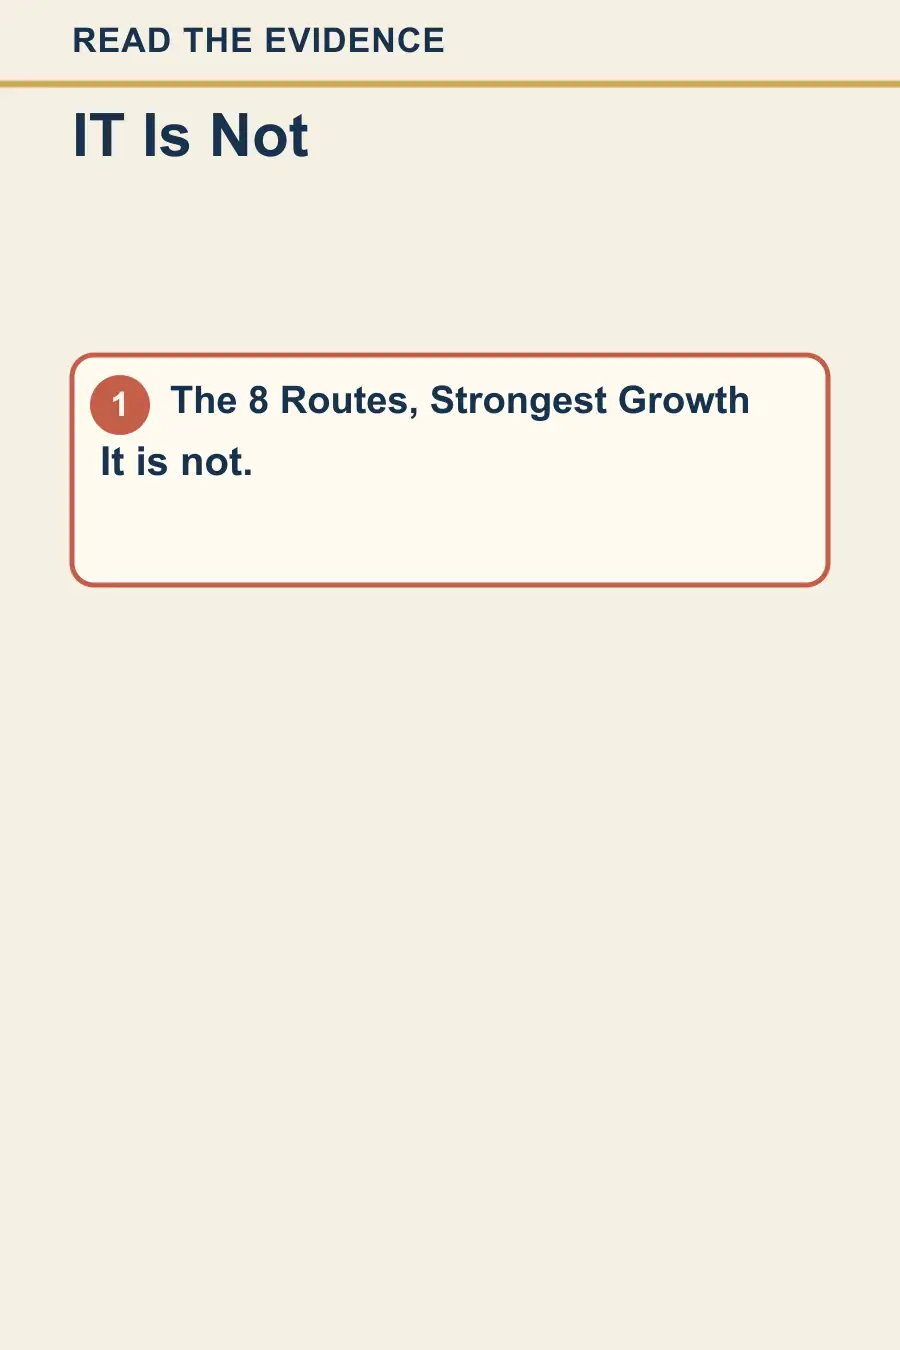 READ THE EVIDENCE
IT Is Not
1 The 8 Routes, Strongest Growth
It is not.